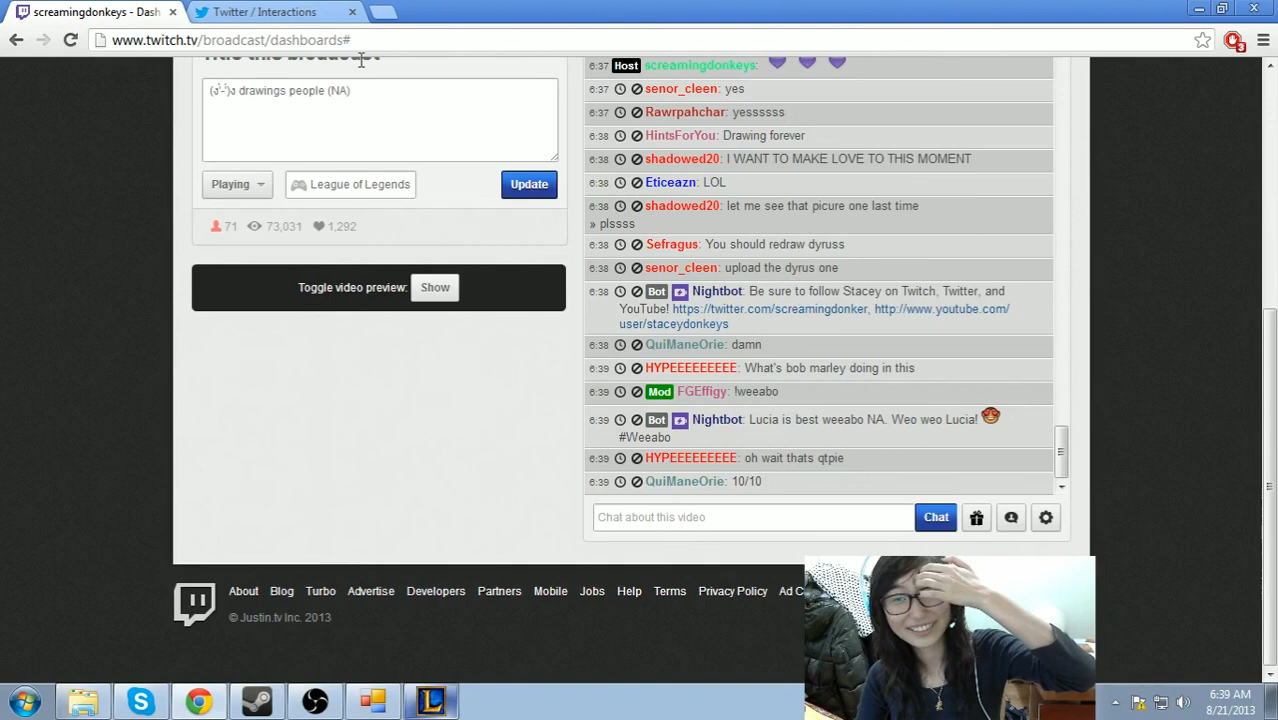 screamingdonkeys - Dash
Twitter / Interactions
www.twitch.tv/broadcast/dashboards#
Title this broadcast
(ง'̀-'́)ง drawings people (NA)
Playing
League of Legends
Update
71
73,031
1,292
Toggle video preview:
Show
6:37 Host screamingdonkeys:
6:37 senor_cleen: yes
6:37 Rawrpahchar: yessssss
6:38 HintsForYou: Drawing forever
6:38 shadowed20: I WANT TO MAKE LOVE TO THIS MOMENT
6:38 Eticeazn: LOL
6:38 shadowed20: let me see that picure one last time
» plssss
6:38 Sefragus: You should redraw dyruss
6:38 senor_cleen: upload the dyrus one
6:38 Bot Nightbot: Be sure to follow Stacey on Twitch, Twitter, and
YouTube! https://twitter.com/screamingdonker, http://www.youtube.com/
user/staceydonkeys
6:38 QuiManeOrie: damn
6:39 HYPEEEEEEEEE: What's bob marley doing in this
6:39 Mod FGEffigy: !weeabo
6:39 Bot Nightbot: Lucia is best weeabo NA. Weo weo Lucia!
#Weeabo
6:39 HYPEEEEEEEEE: oh wait thats qtpie
6:39 QuiManeOrie: 10/10
Chat about this video
Chat
About
Blog
Turbo
Advertise
Developers
Partners
Mobile
Jobs
Help
Terms
Privacy Policy
Ad C
© Justin.tv Inc. 2013
3
L
6:39 AM
8/21/2013